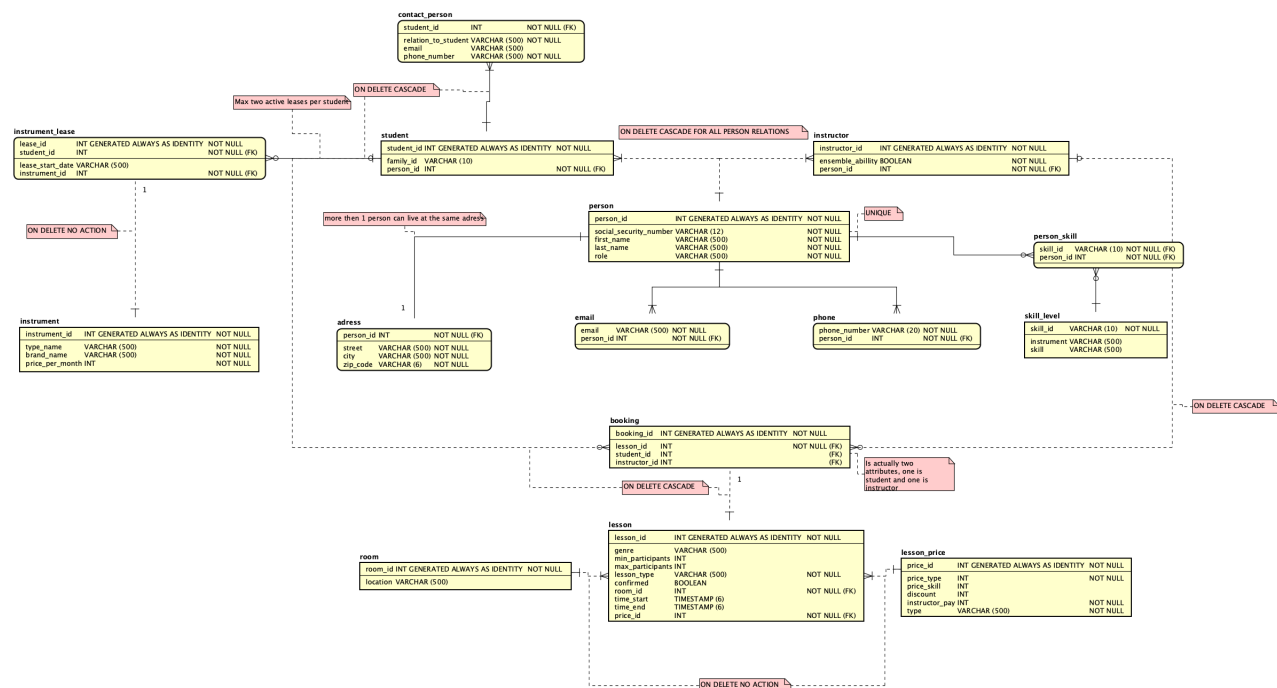 contact_person
student_id INT NOT NULL (FK)
relation_to_student VARCHAR (500) NOT NULL
email VARCHAR (500)
phone_number VARCHAR (500) NOT NULL
ON DELETE CASCADE
Max two active leases per student
instrument_lease
lease_id INT GENERATED ALWAYS AS IDENTITY NOT NULL
student_id INT NOT NULL (FK)
lease_start_date VARCHAR (500)
instrument_id INT NOT NULL (FK)
1
student
student_id INT GENERATED ALWAYS AS IDENTITY NOT NULL
family_id VARCHAR (10)
person_id INT NOT NULL (FK)
ON DELETE CASCADE FOR ALL PERSON RELATIONS
instructor
instructor_id INT GENERATED ALWAYS AS IDENTITY NOT NULL
ensemble_abillity BOOLEAN NOT NULL
person_id INT NOT NULL (FK)
ON DELETE NO ACTION
more then 1 person can live at the same adress
person
person_id INT GENERATED ALWAYS AS IDENTITY NOT NULL
social_security_number VARCHAR (12) NOT NULL
first_name VARCHAR (500) NOT NULL
last_name VARCHAR (500) NOT NULL
role VARCHAR (500) NOT NULL
UNIQUE
person_skill
skill_id VARCHAR (10) NOT NULL (FK)
person_id INT NOT NULL (FK)
instrument
instrument_id INT GENERATED ALWAYS AS IDENTITY NOT NULL
type_name VARCHAR (500) NOT NULL
brand_name VARCHAR (500) NOT NULL
price_per_month INT NOT NULL
1
adress
person_id INT NOT NULL (FK)
street VARCHAR (500) NOT NULL
city VARCHAR (500) NOT NULL
zip_code VARCHAR (6) NOT NULL
email
email VARCHAR (500) NOT NULL
person_id INT NOT NULL (FK)
phone
phone_number VARCHAR (20) NOT NULL
person_id INT NOT NULL (FK)
skill_level
skill_id VARCHAR (10) NOT NULL
instrument VARCHAR (500)
skill VARCHAR (500)
ON DELETE CASCADE
booking
booking_id INT GENERATED ALWAYS AS IDENTITY NOT NULL
lesson_id INT NOT NULL (FK)
student_id INT (FK)
instructor_id INT (FK)
Is actually two
attributes, one is
student and one is
instructor
1
ON DELETE CASCADE
lesson
lesson_id INT GENERATED ALWAYS AS IDENTITY NOT NULL
genre VARCHAR (500)
min_participants INT
max_participants INT
lesson_type VARCHAR (500) NOT NULL
confirmed BOOLEAN
room_id INT NOT NULL (FK)
time_start TIMESTAMP (6)
time_end TIMESTAMP (6)
price_id INT NOT NULL (FK)
room
room_id INT GENERATED ALWAYS AS IDENTITY NOT NULL
location VARCHAR (500)
lesson_price
price_id INT GENERATED ALWAYS AS IDENTITY NOT NULL
price_type INT NOT NULL
price_skill INT
discount INT
instructor_pay INT NOT NULL
type VARCHAR (500) NOT NULL
ON DELETE NO ACTION